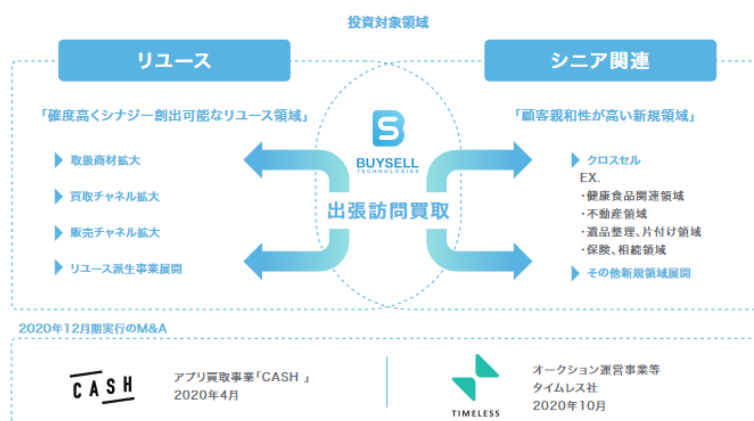 投資対象領域
リユース
シニア関連
「確度高くシナジー創出可能なリユース領域」
「顧客親和性が高い新規領域」
取扱商材拡大
買取チャネル拡大
販売チャネル拡大
リユース派生事業展開
BUYSELL
TECHNOLOGIES
出張訪問買取
クロスセル
EX.
・健康食品関連領域
・不動産領域
・遺品整理、片付け領域
・保険、相続領域
その他新規領域展開
2020年12月期実行のM&A
CASH
アプリ買取事業「CASH 」
2020年4月
TIMELESS
オークション運営事業等
タイムレス社
2020年10月